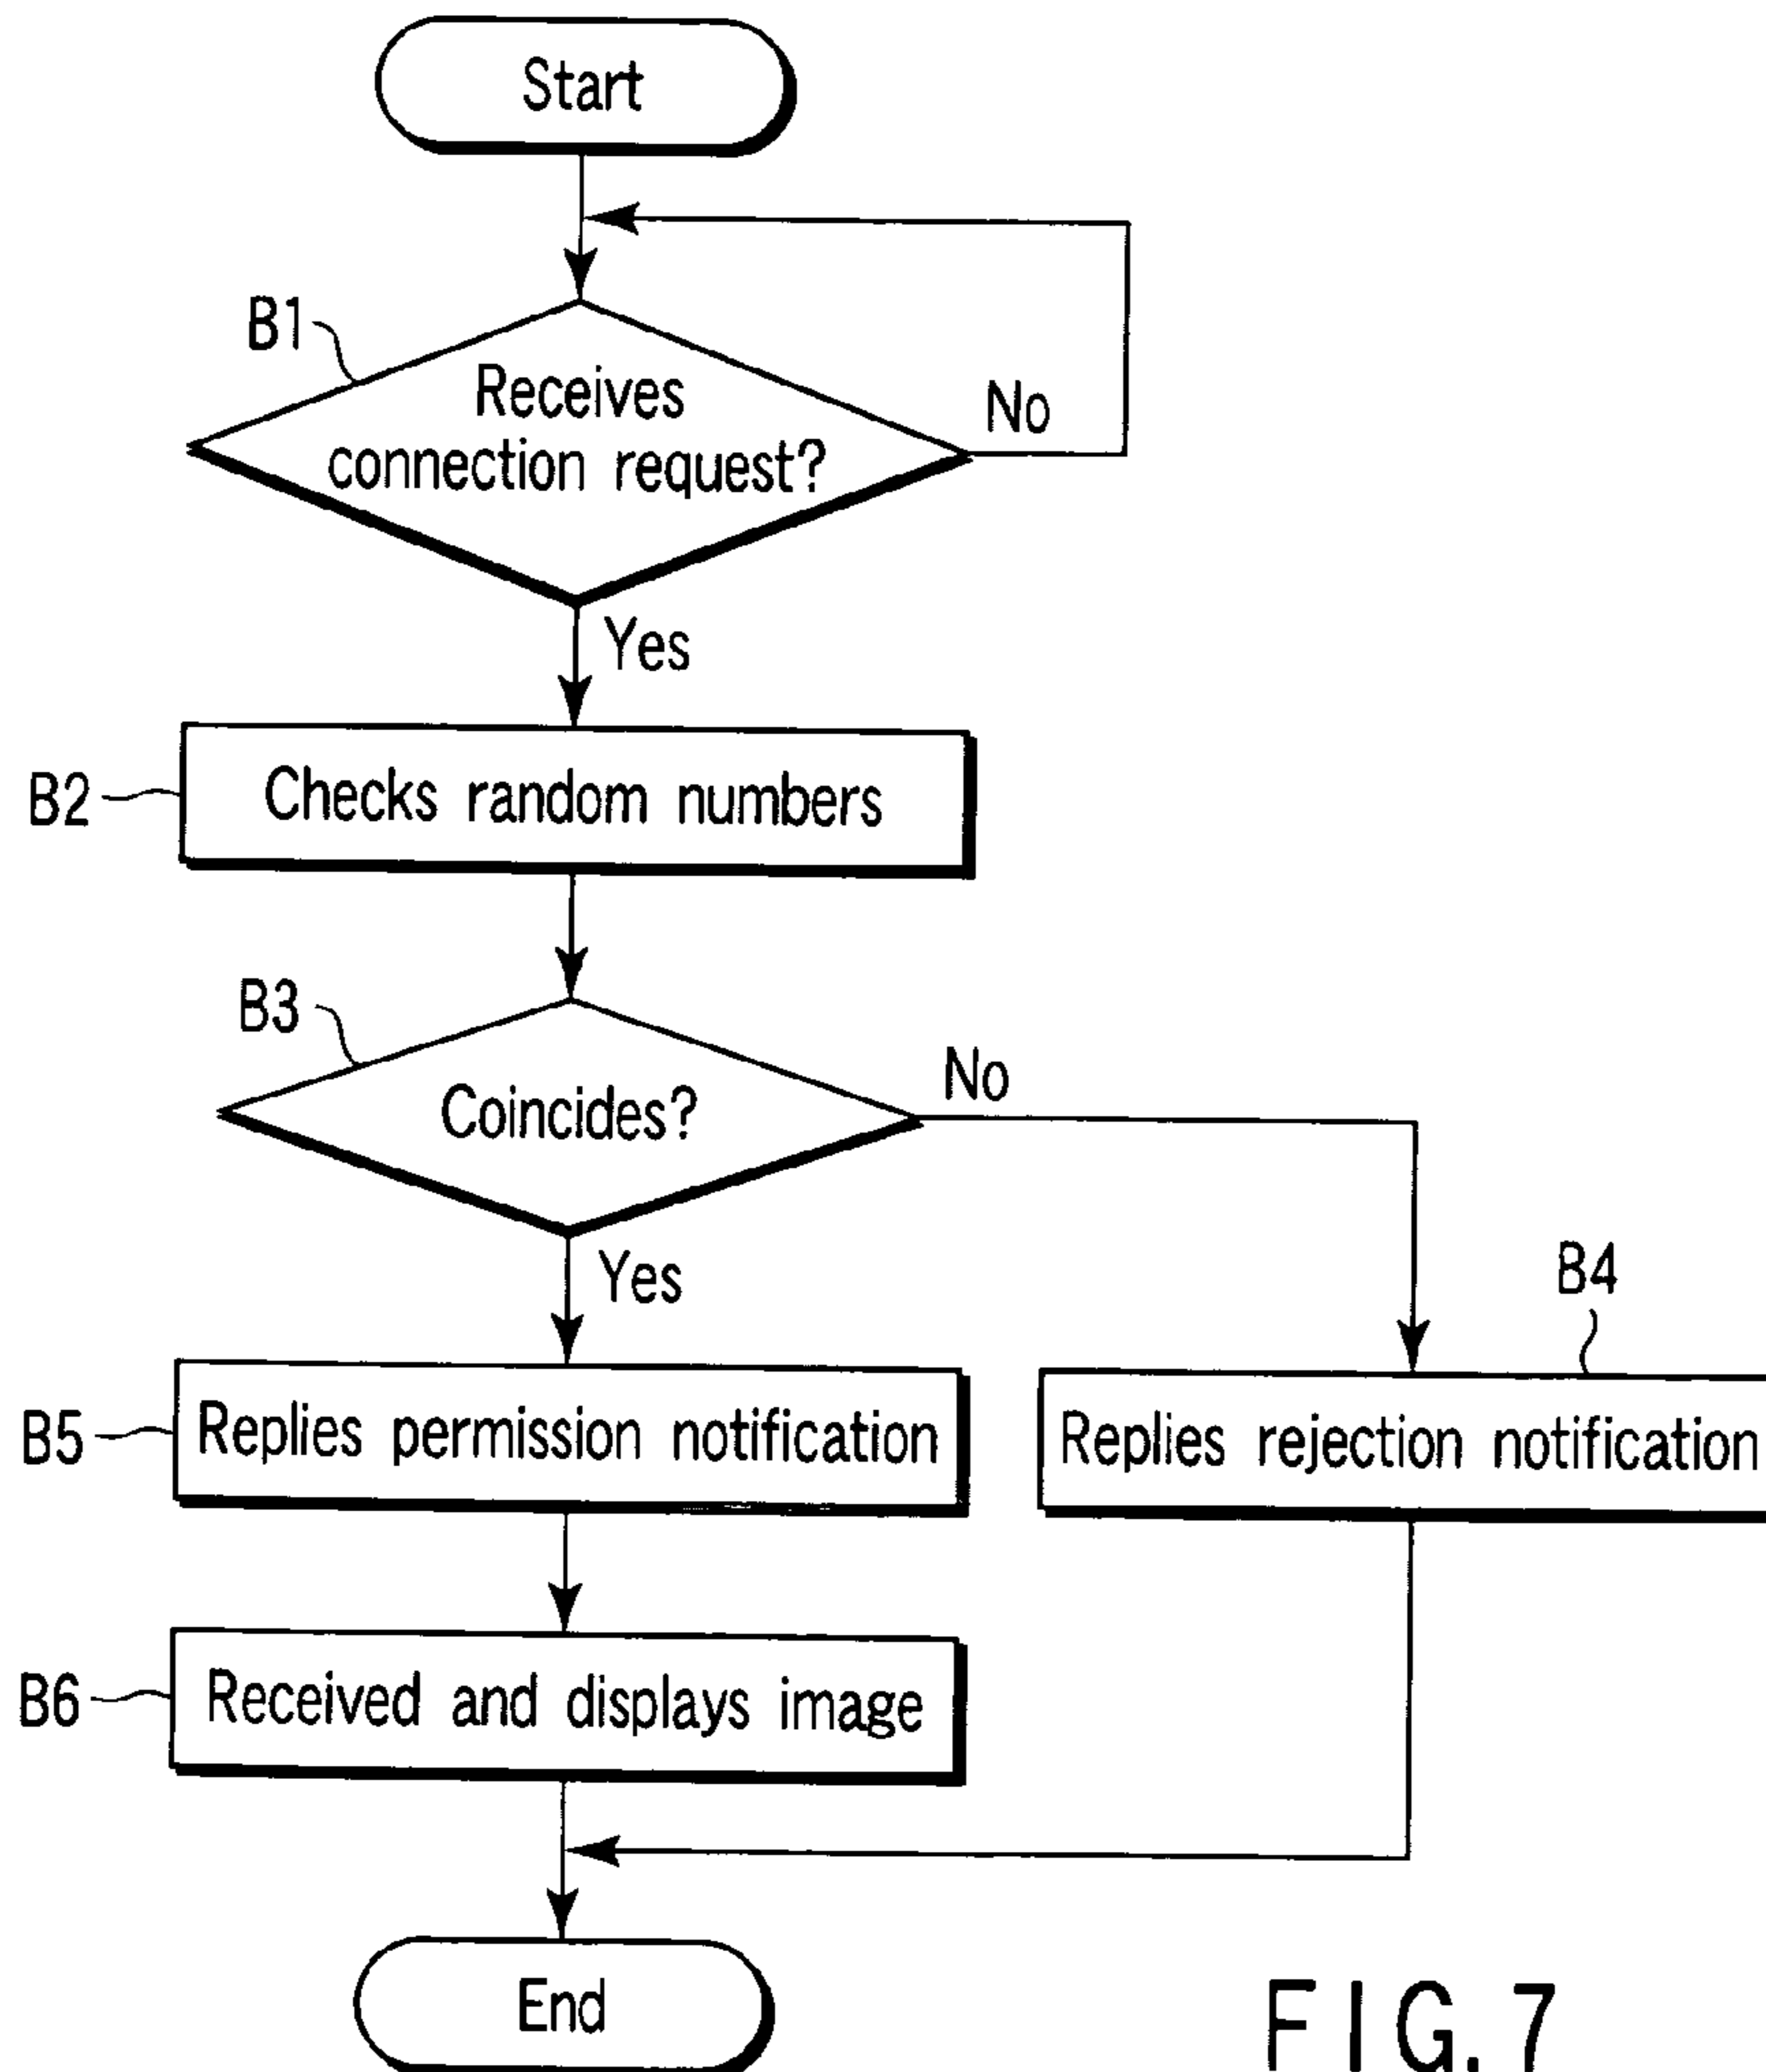 Start
B1
Receives
connection request?
No
Yes
B2
Checks random numbers
B3
Coincides?
No
Yes
B4
B5
Replies permission notification
Replies rejection notification
B6
Received and displays image
End
FIG. 7